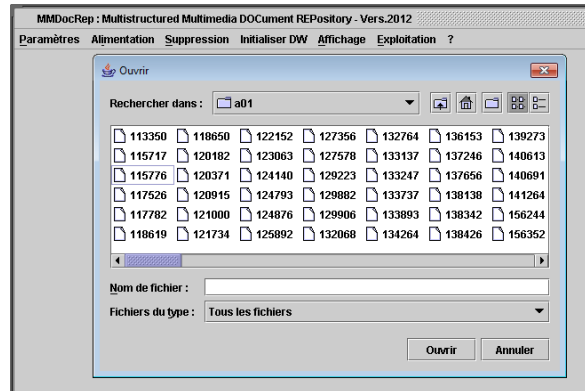 MMDocRep : Multistructured Multimedia DOCument REPository - Vers.2012
Paramètres Alimentation Suppression Initialiser DW Affichage Exploitation ?
Ouvrir
Rechercher dans : a01
113350 118650 122152 127356 132764 136153 139273
115717 120182 123063 127578 133137 137246 140613
115776 120371 124140 129223 133247 137656 140691
117526 120915 124793 129882 133737 138138 141264
117782 121000 124876 129906 133893 138342 156244
118619 121734 125892 132068 134264 138426 156352
Nom de fichier :
Fichiers du type : Tous les fichiers
Ouvrir Annuler